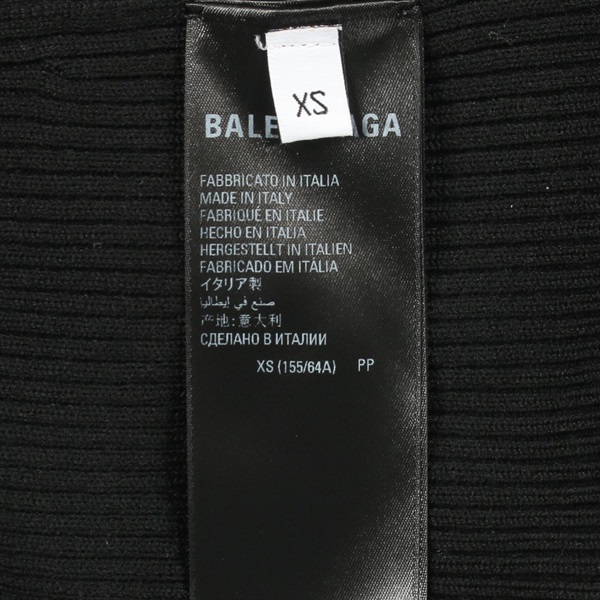 XS
BALE AGA
FABBRICATO IN ITALIA
MADE IN ITALY
FABRIQUÉ EN ITALIE
HECHO EN ITALIA
HERGESTELLT IN ITALIEN
FABRICADO EM ITÁLIA
イタリア製
صنع في إيطاليا
产地:意大利
СДЕЛАНО В ИТАЛИИ
XS (155/64A) PP